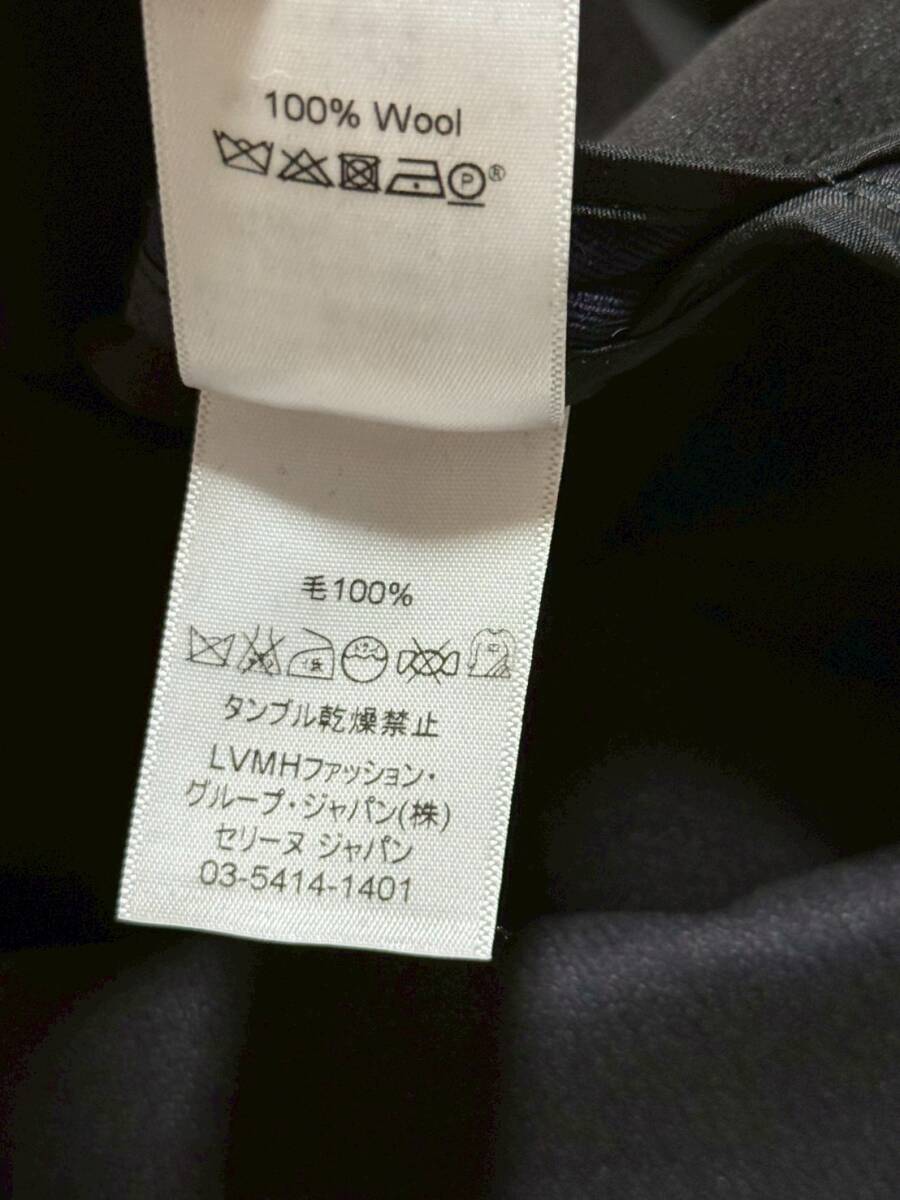 100% Wool
P®
毛100%
中
タンブル乾燥禁止
LVMHファッション・
グループ・ジャパン(株)
セリーヌ ジャパン
03-5414-1401